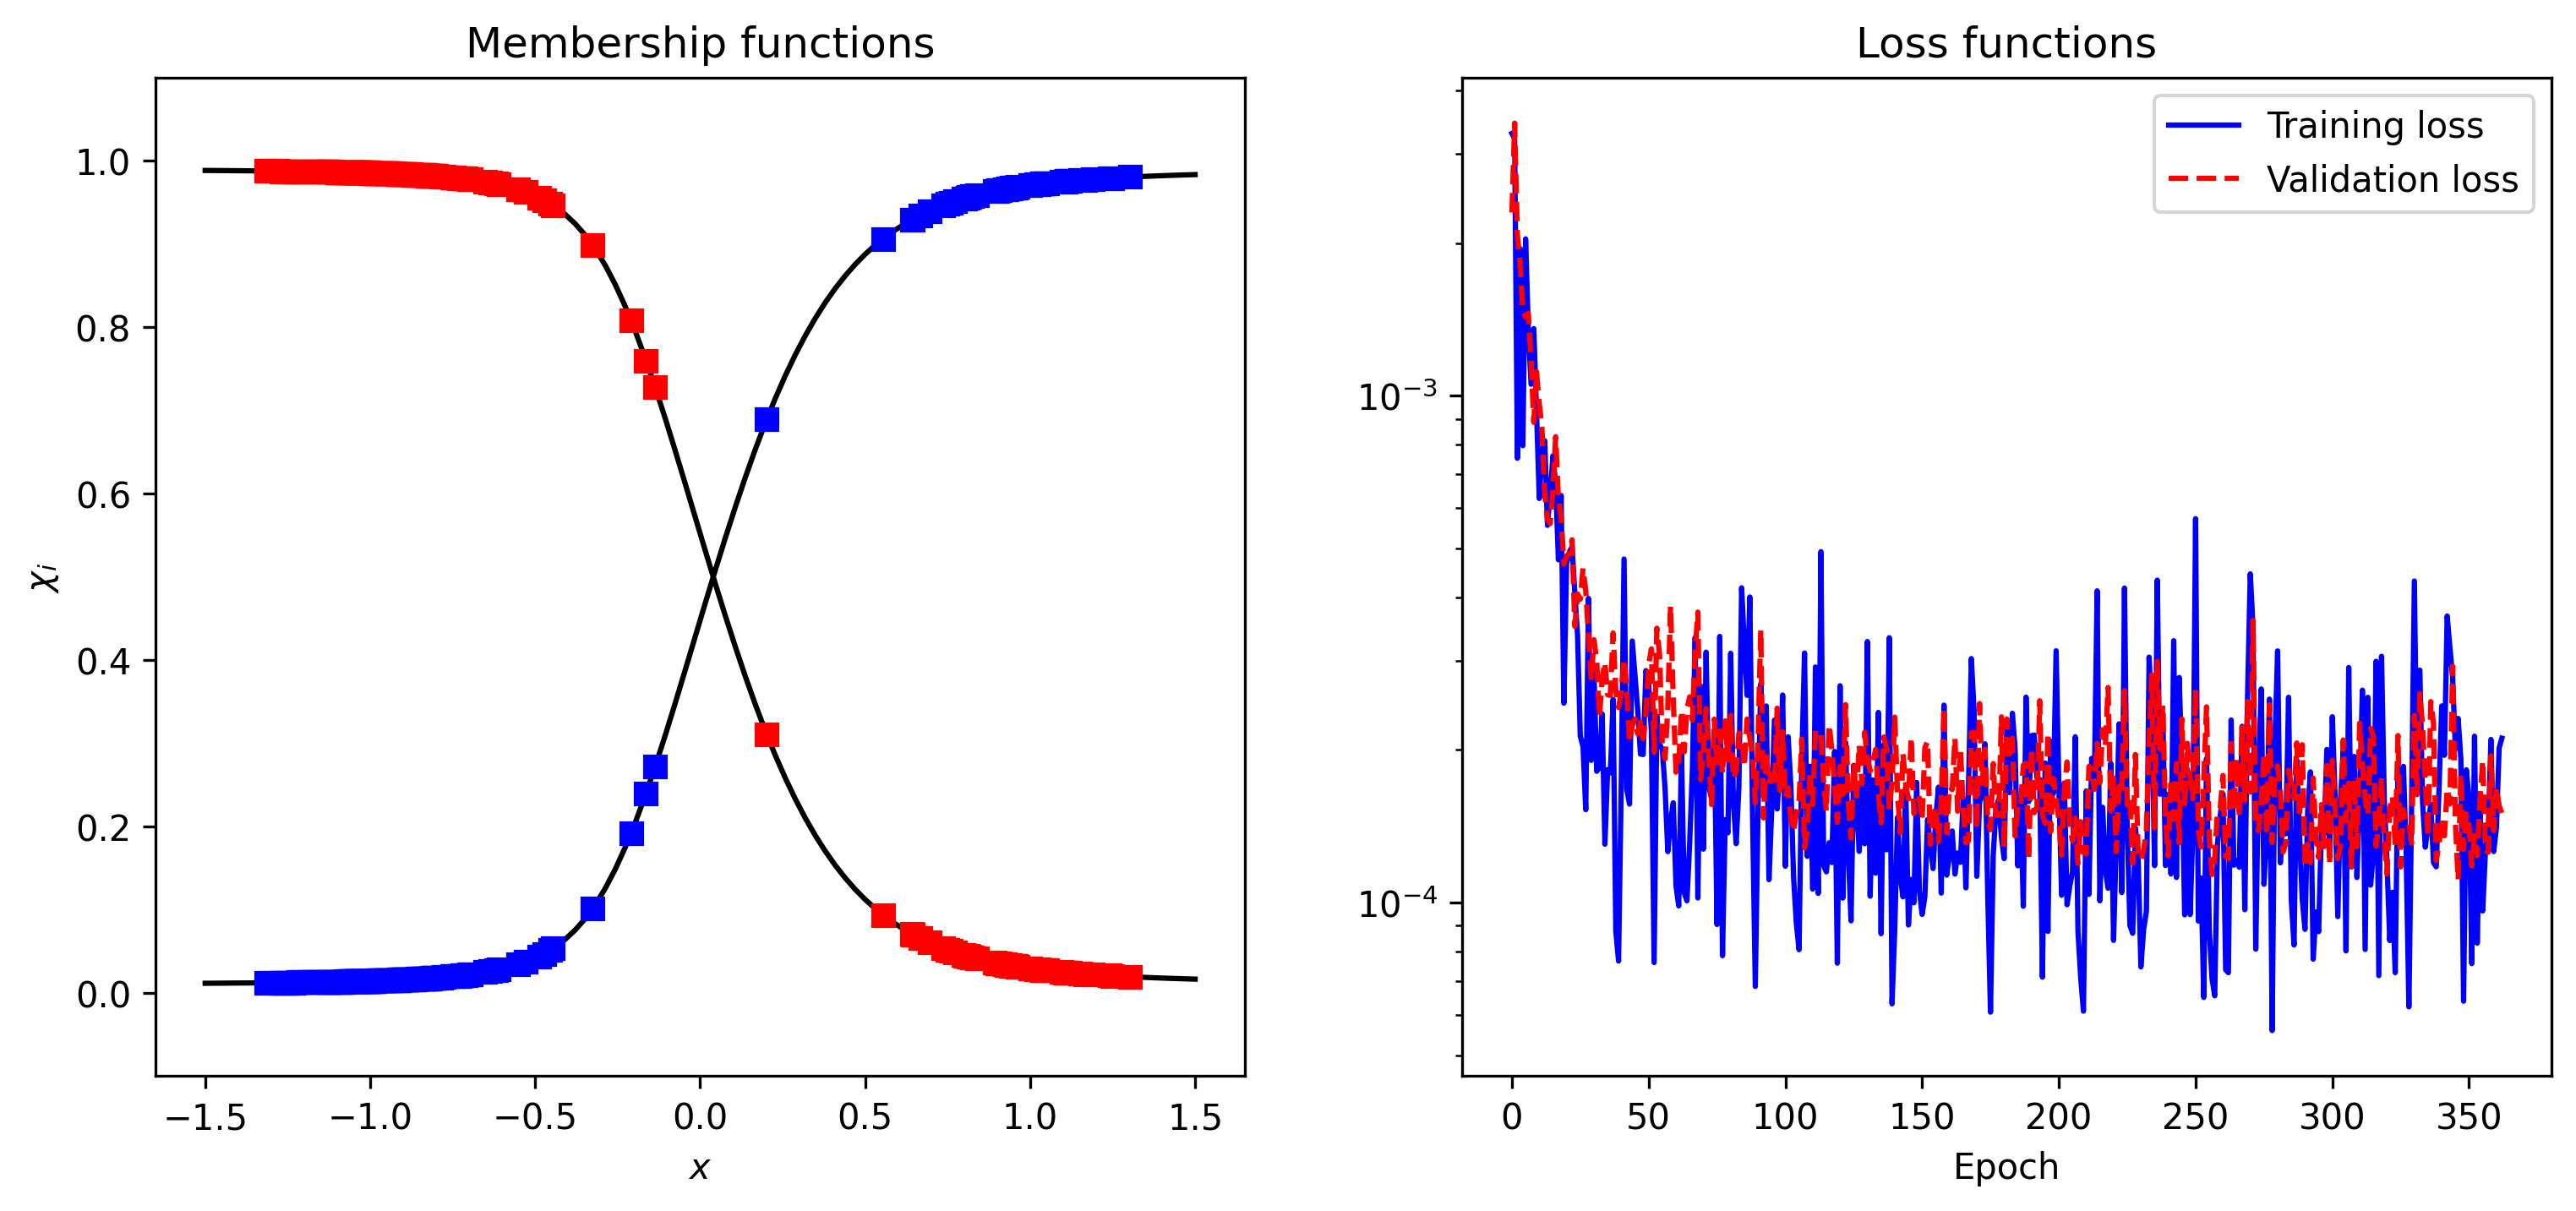 Membership functions
1.0
0.8
0.6
0.4
0.2
0.0
χᵢ
−1.5 −1.0 −0.5 0.0 0.5 1.0 1.5
x
Loss functions
Training loss
Validation loss
10⁻³
10⁻⁴
0 50 100 150 200 250 300 350
Epoch